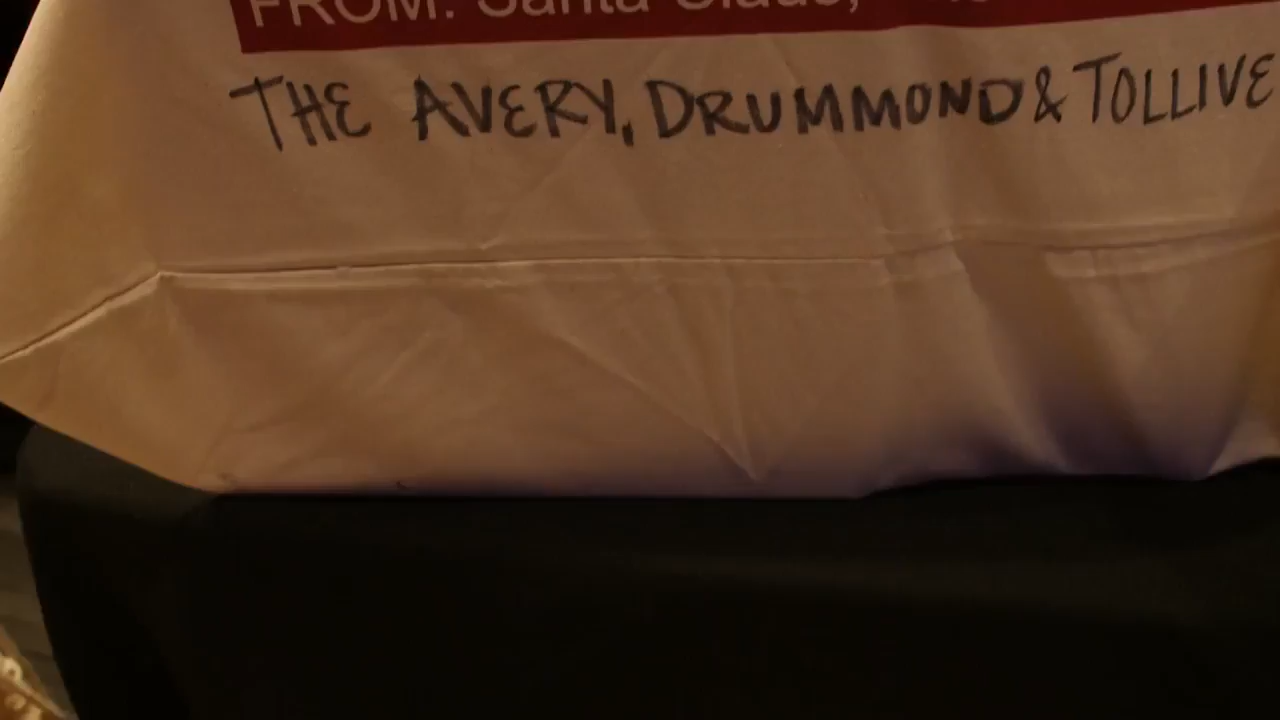 FROM: Santa Claus,
THE AVERY, DRUMMOND & TOLLIVE